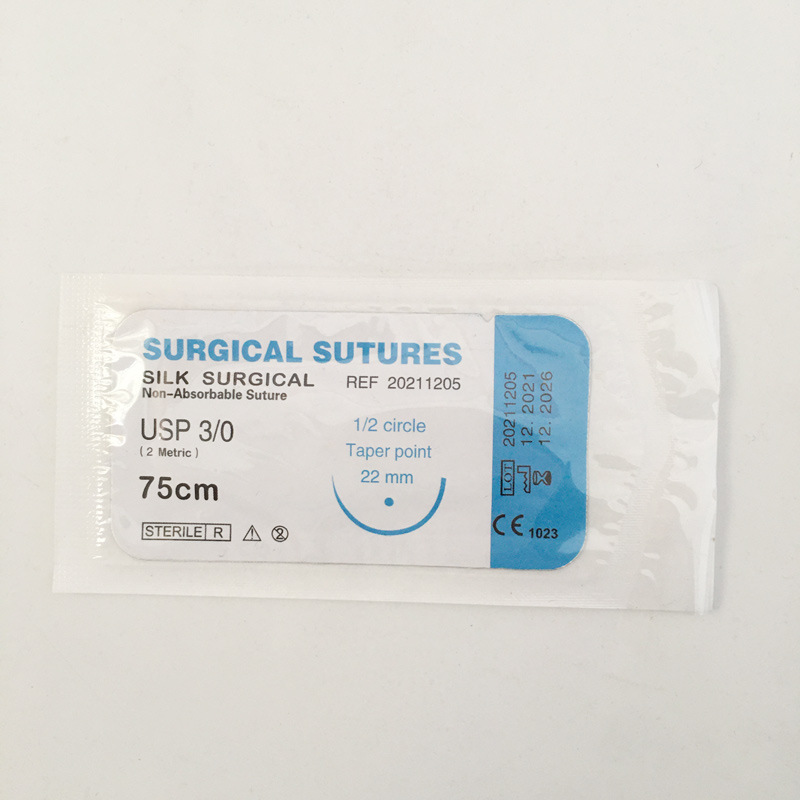 SURGICAL SUTURES
SILK SURGICAL REF 20211205
Non-Absorbable Suture
USP 3/0
( 2 Metric )
75cm
STERILE R
1/2 circle
Taper point
22 mm
LOT 20211205
12. 2021
12. 2026
CE 1023